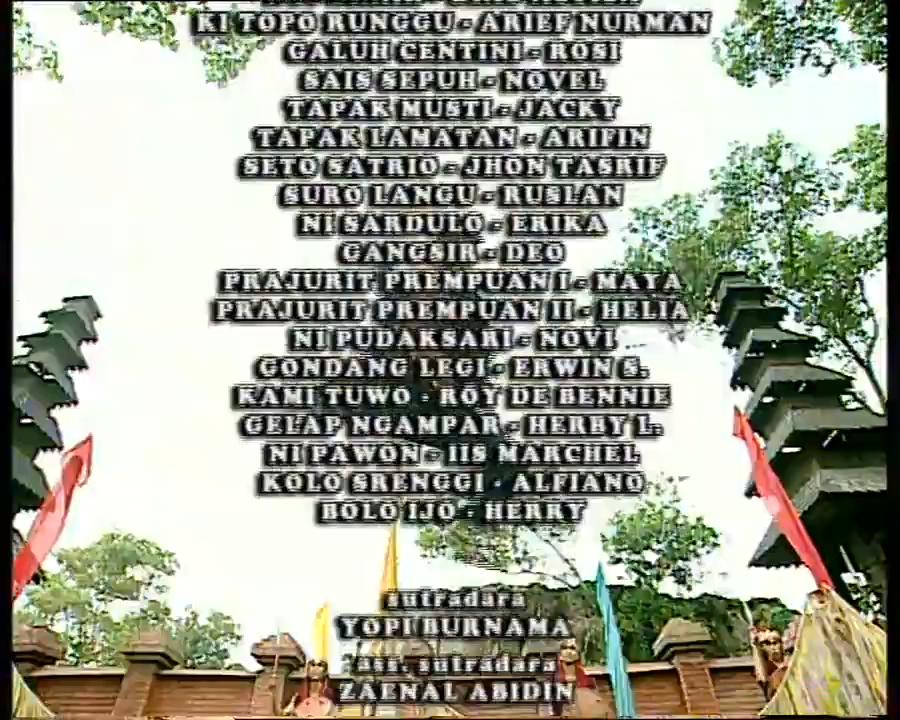 KI TOPO RUNGGU - ARIEF NURMAN
GALUH CENTINI - ROSI
SAIS SEPUH - NOVEL
TAPAK MUSTI - JACKY
TAPAK LAMATAN - ARIFIN
SETO SATRIO - JHON TASRIF
SURO LANGU - RUSLAN
NI SARDULO - ERIKA
GANGSIR - DEO
PRAJURIT PREMPUAN I - MAYA
PRAJURIT PREMPUAN II - HELIA
NI PUDAKSARI - NOVI
GONDANG LEGI - ERWIN S.
KAMI TUWO - ROY DE BENNIE
GELAP NGAMPAR - HERRY L.
NI PAWON - IIS MARCHEL
KOLO SRENGGI - ALFIANO
BOLO IJO - HERRY
sutradara
YOPI BURNAMA
ass. sutradara
ZAENAL ABIDIN